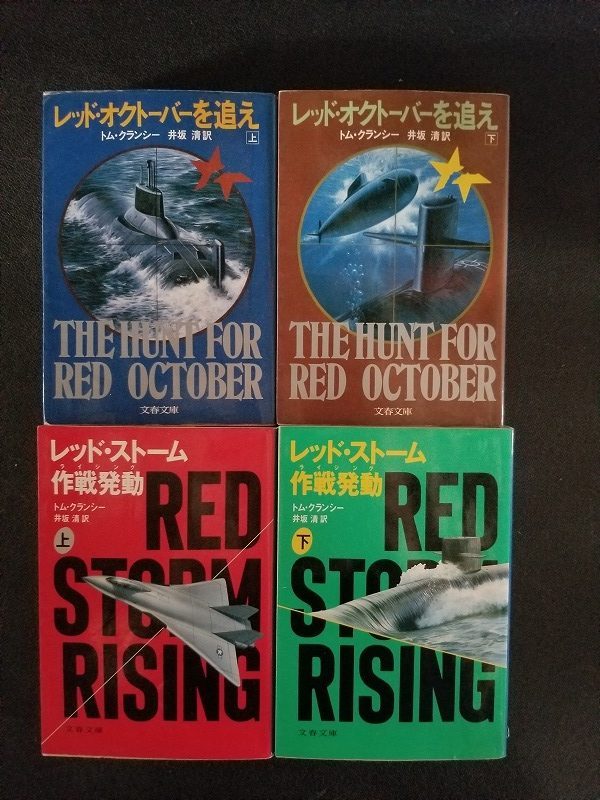 レッド・オクトーバーを追え
トム・クランシー 井坂 清訳
上
THE HUNT FOR
RED OCTOBER
文春文庫
レッド・オクトーバーを追え
トム・クランシー 井坂 清訳
下
THE HUNT FOR
RED OCTOBER
文春文庫
レッド・ストーム
ライジング
作戦発動
トム・クランシー
井坂 清訳
上
RED
STORM
RISING
文春文庫
レッド・ストーム
ライジング
作戦発動
トム・クランシー
井坂 清訳
下
RED
STORM
RISING
文春文庫